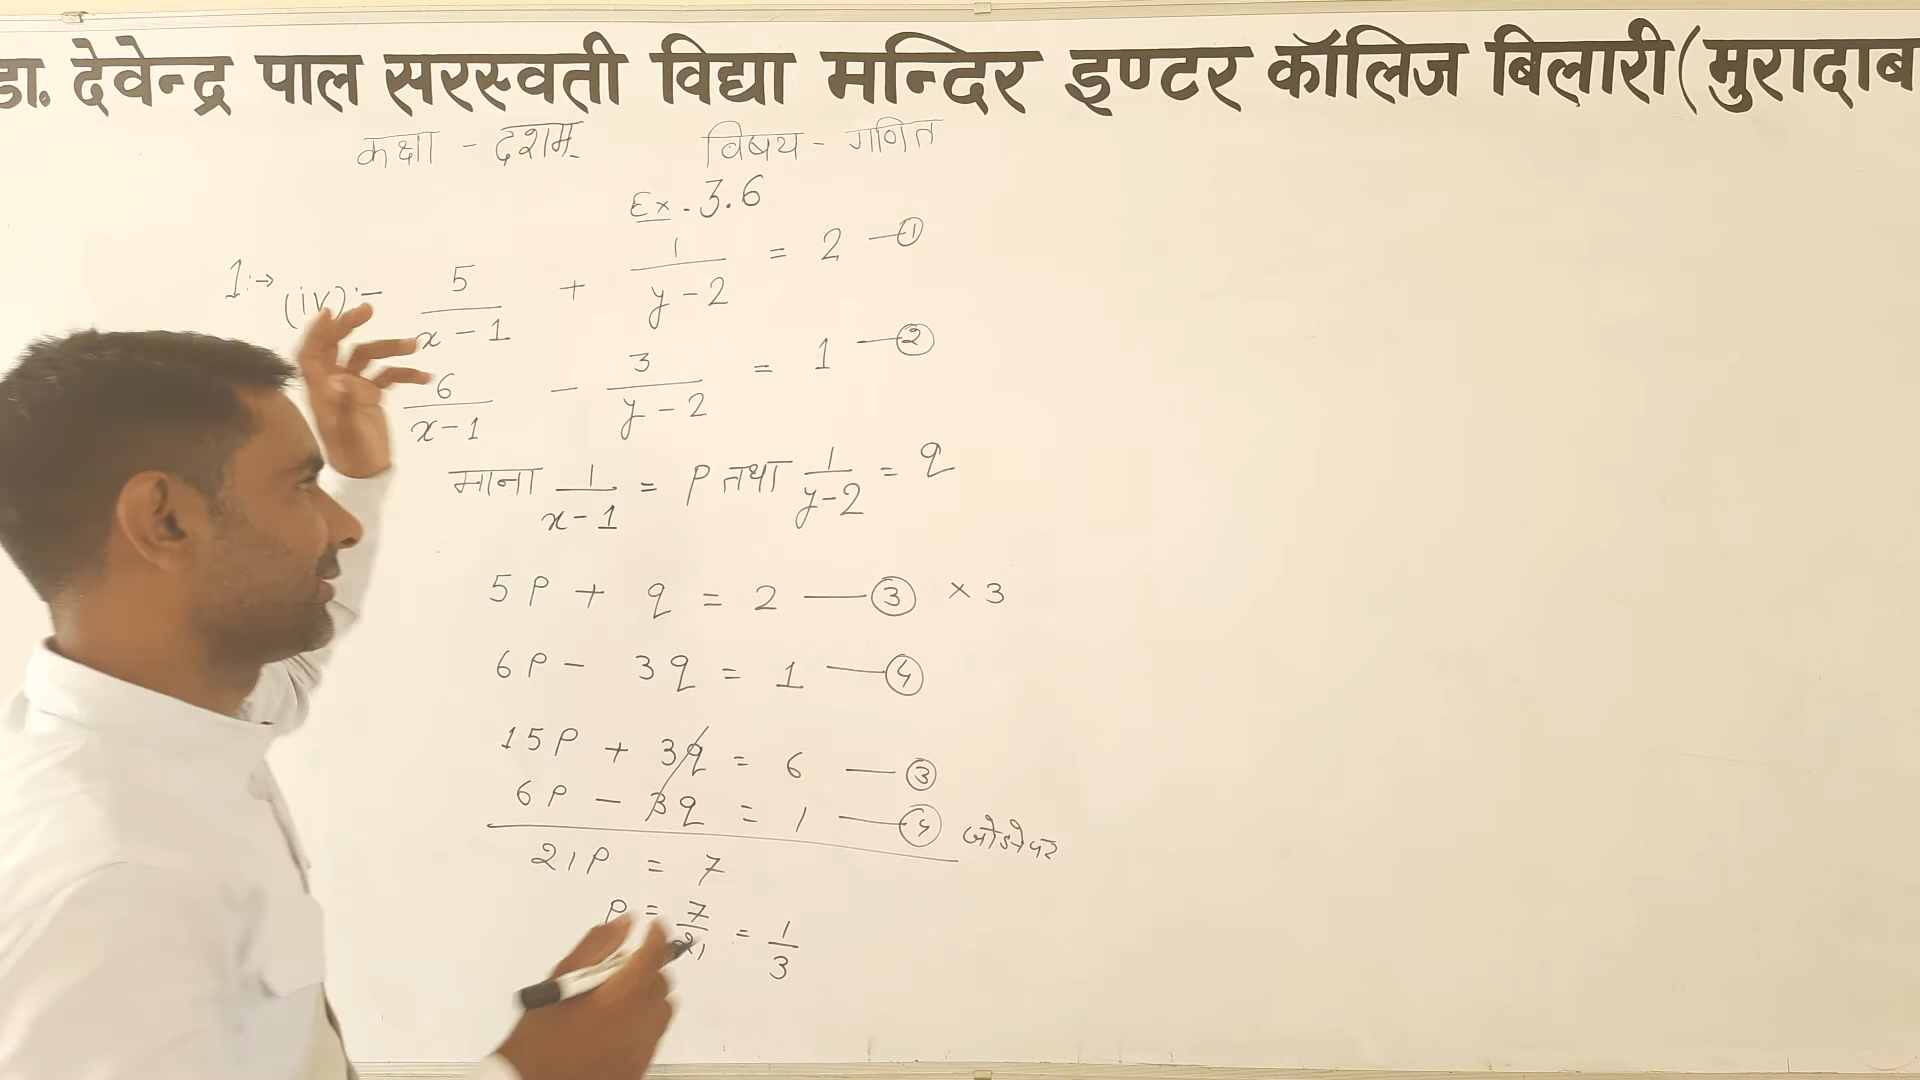 डा. देवेन्द्र पाल सरस्वती विद्या मन्दिर इण्टर कॉलिज बिलारी(मुरादाब
कक्षा - दशम विषय - गणित
Ex - 3.6
1:→ (iv):- 5/(x-1) + 1/(y-2) = 2 —①
6/(x-1) - 3/(y-2) = 1 —②
माना 1/(x-1) = P तथा 1/(y-2) = q
5P + q = 2 —③ × 3
6P - 3q = 1 —④
15P + 3q = 6 —③
6P - 3q = 1 —④ जोडनेपर
21P = 7
P = 7/21 = 1/3